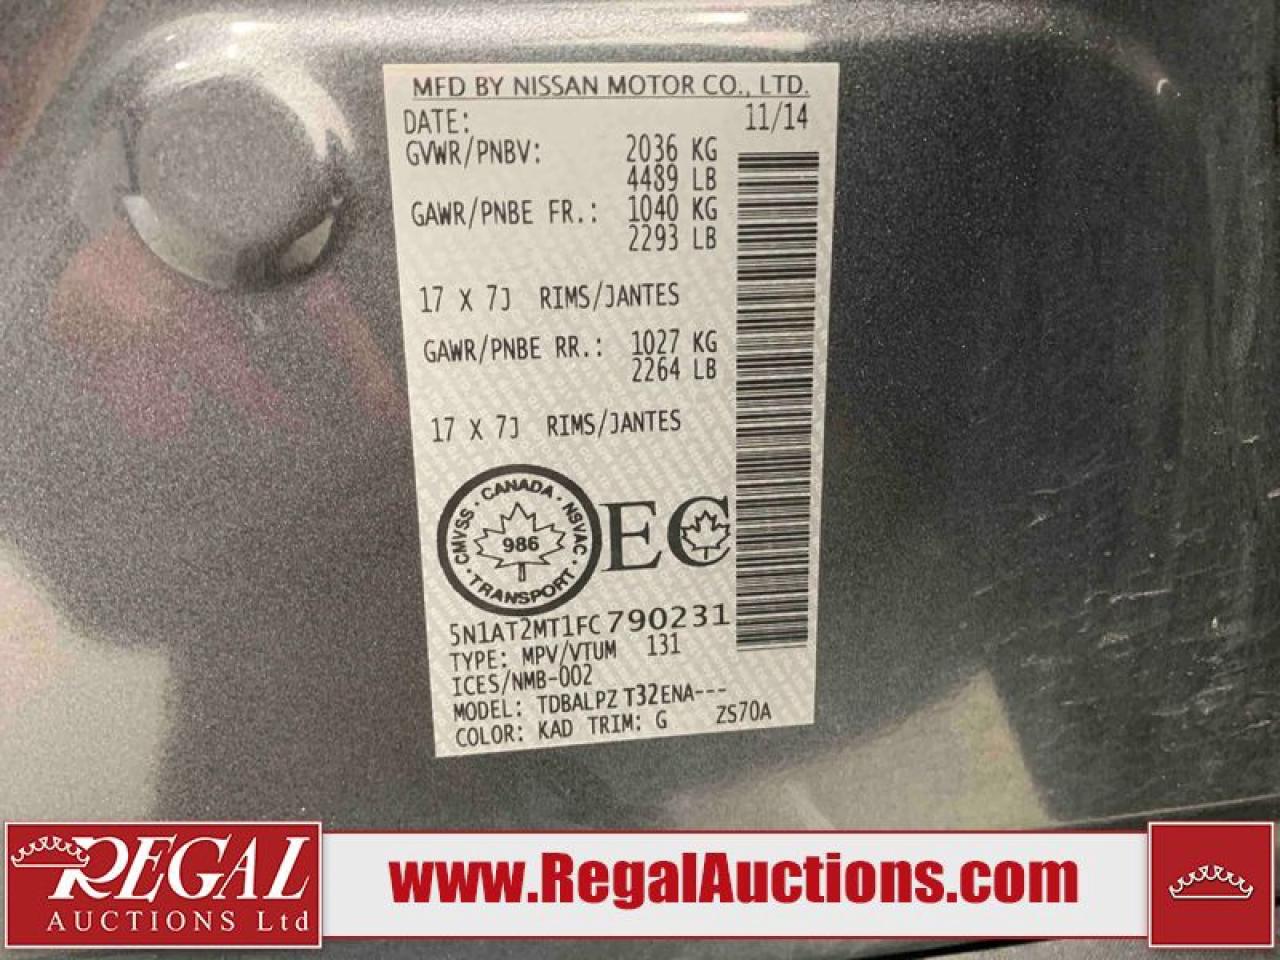 MFD BY NISSAN MOTOR CO., LTD.
DATE: 11/14
GVWR/PNBV: 2036 KG
4489 LB
GAWR/PNBE FR.: 1040 KG
2293 LB
17 X 7J RIMS/JANTES
GAWR/PNBE RR.: 1027 KG
2264 LB
17 X 7J RIMS/JANTES
CANADA · NSVAC · TRANSPORT · CMVSS ·
986
EC
5N1AT2MT1FC790231
TYPE: MPV/VTUM 131
ICES/NMB-002
MODEL: TDBALPZ T32ENA---
COLOR: KAD TRIM: G ZS70A
REGAL
AUCTIONS Ltd
www.RegalAuctions.com